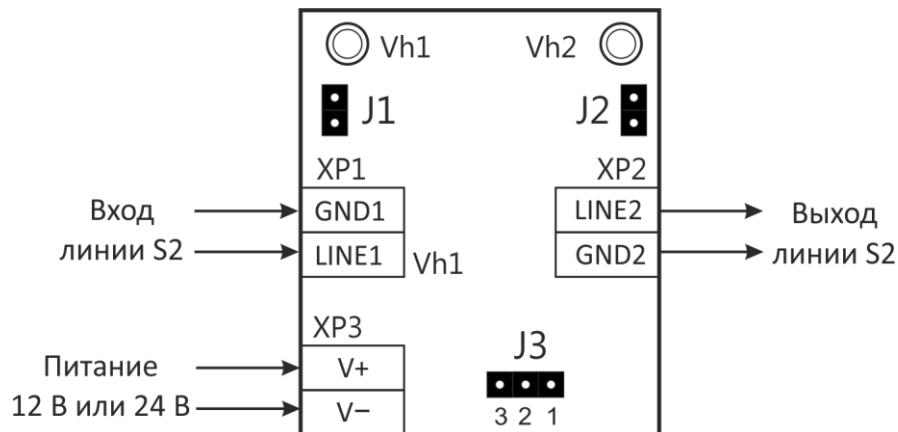 Vh1 Vh2
J1 J2
XP1 XP2
Вход GND1 LINE2 Выход
линии S2 LINE1 Vh1 GND2 линии S2
XP3 J3
Питание V+
12 В или 24 В V− 3 2 1